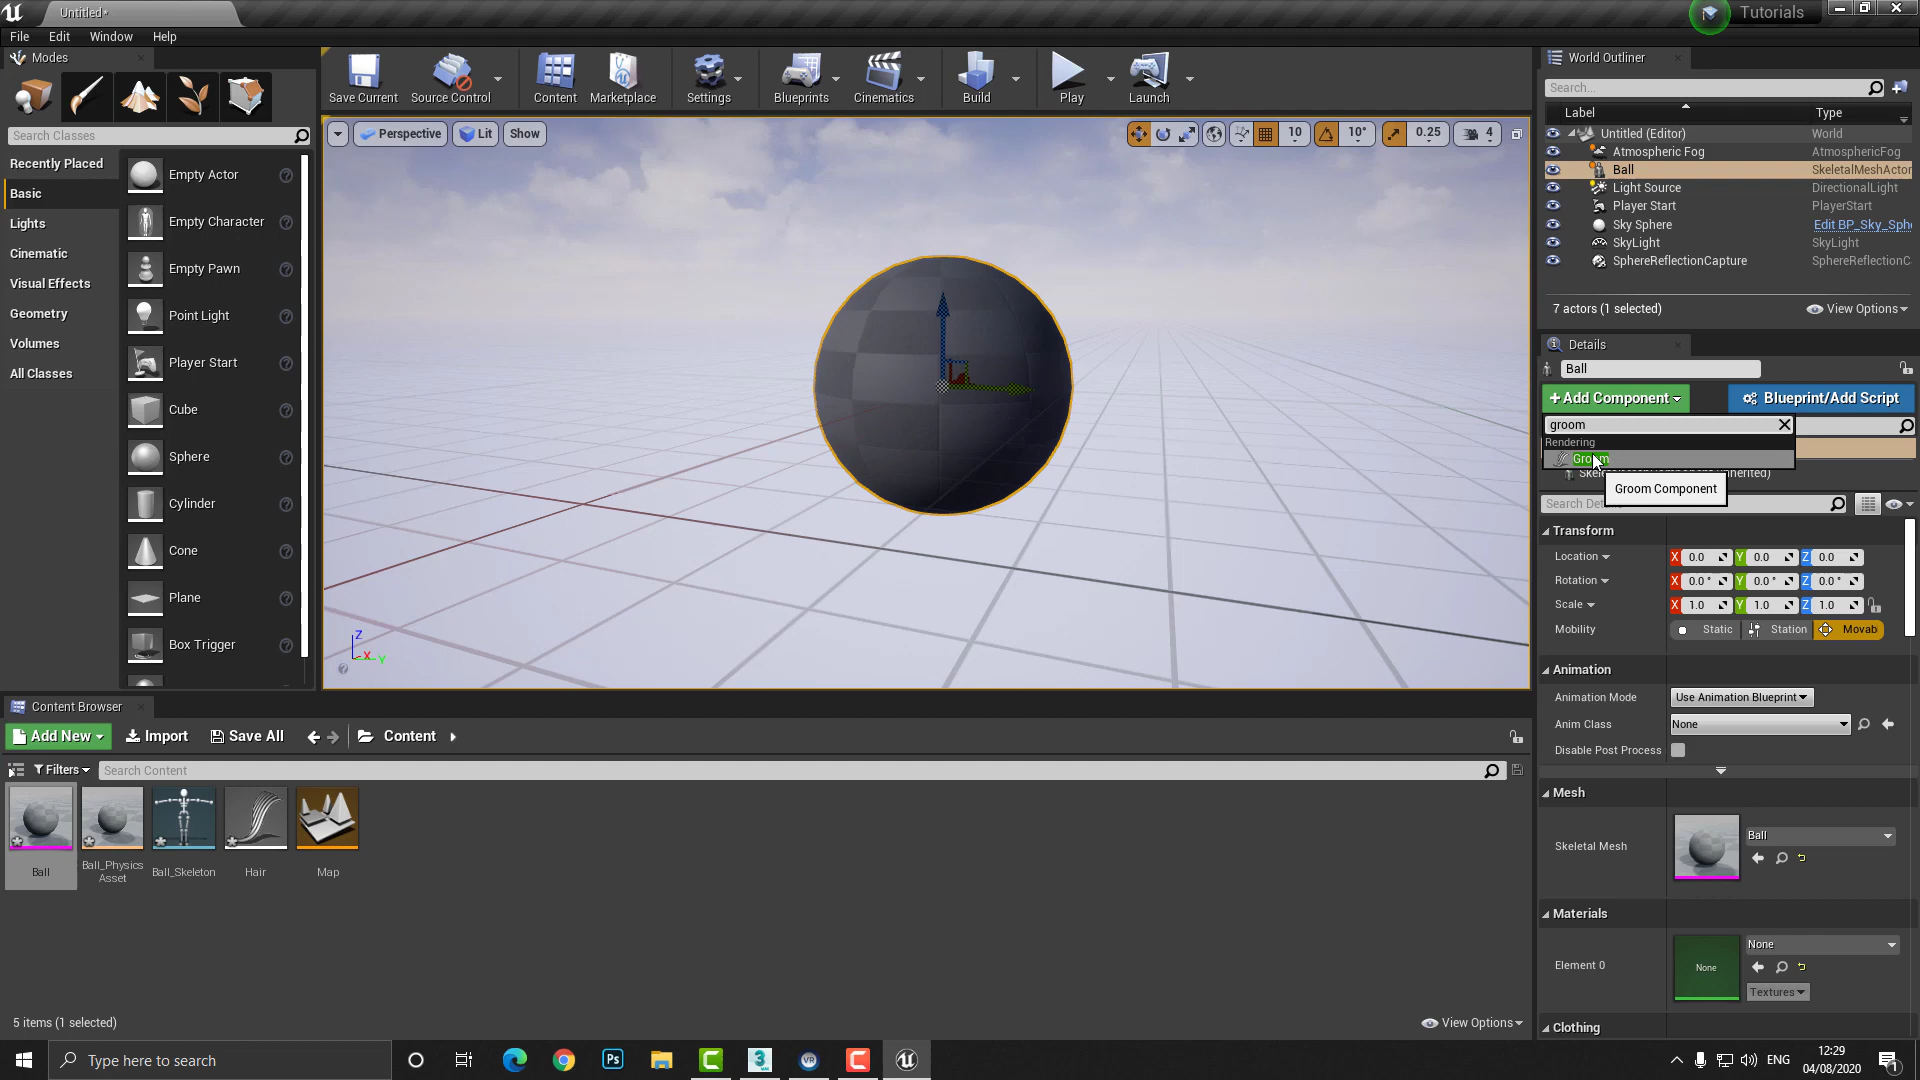 Untitled*
Tutorials
File Edit Window Help
Modes
Search Classes
Recently Placed
Basic
Lights
Cinematic
Visual Effects
Geometry
Volumes
All Classes
Empty Actor
Empty Character
Empty Pawn
Point Light
Player Start
Cube
Sphere
Cylinder
Cone
Plane
Box Trigger
Save Current Source Control Content Marketplace Settings Blueprints Cinematics Build Play Launch
Perspective Lit Show 10 10° 0.25 4
Z
X Y
World Outliner
Search...
Label Type
Untitled (Editor) World
Atmospheric Fog AtmosphericFog
Ball SkeletalMeshActor
Light Source DirectionalLight
Player Start PlayerStart
Sky Sphere Edit BP_Sky_Sph
SkyLight SkyLight
SphereReflectionCapture SphereReflectionC
7 actors (1 selected) View Options
Details
Ball
+Add Component Blueprint/Add Script
groom
Rendering
Groom
Groom Component
Transform
Location X 0.0 Y 0.0 Z 0.0
Rotation X 0.0 ° Y 0.0 ° Z 0.0 °
Scale X 1.0 Y 1.0 Z 1.0
Mobility Static Station Movab
Animation
Animation Mode Use Animation Blueprint
Anim Class None
Disable Post Process
Mesh
Skeletal Mesh Ball
Materials
Element 0 None None
Textures
Clothing
Content Browser
Add New Import Save All Content
Filters Search Content
Ball
Ball_Physics
Asset
Ball_Skeleton
Hair
Map
5 items (1 selected) View Options
Type here to search
Ps
3
VR
ENG
12:29
04/08/2020
1